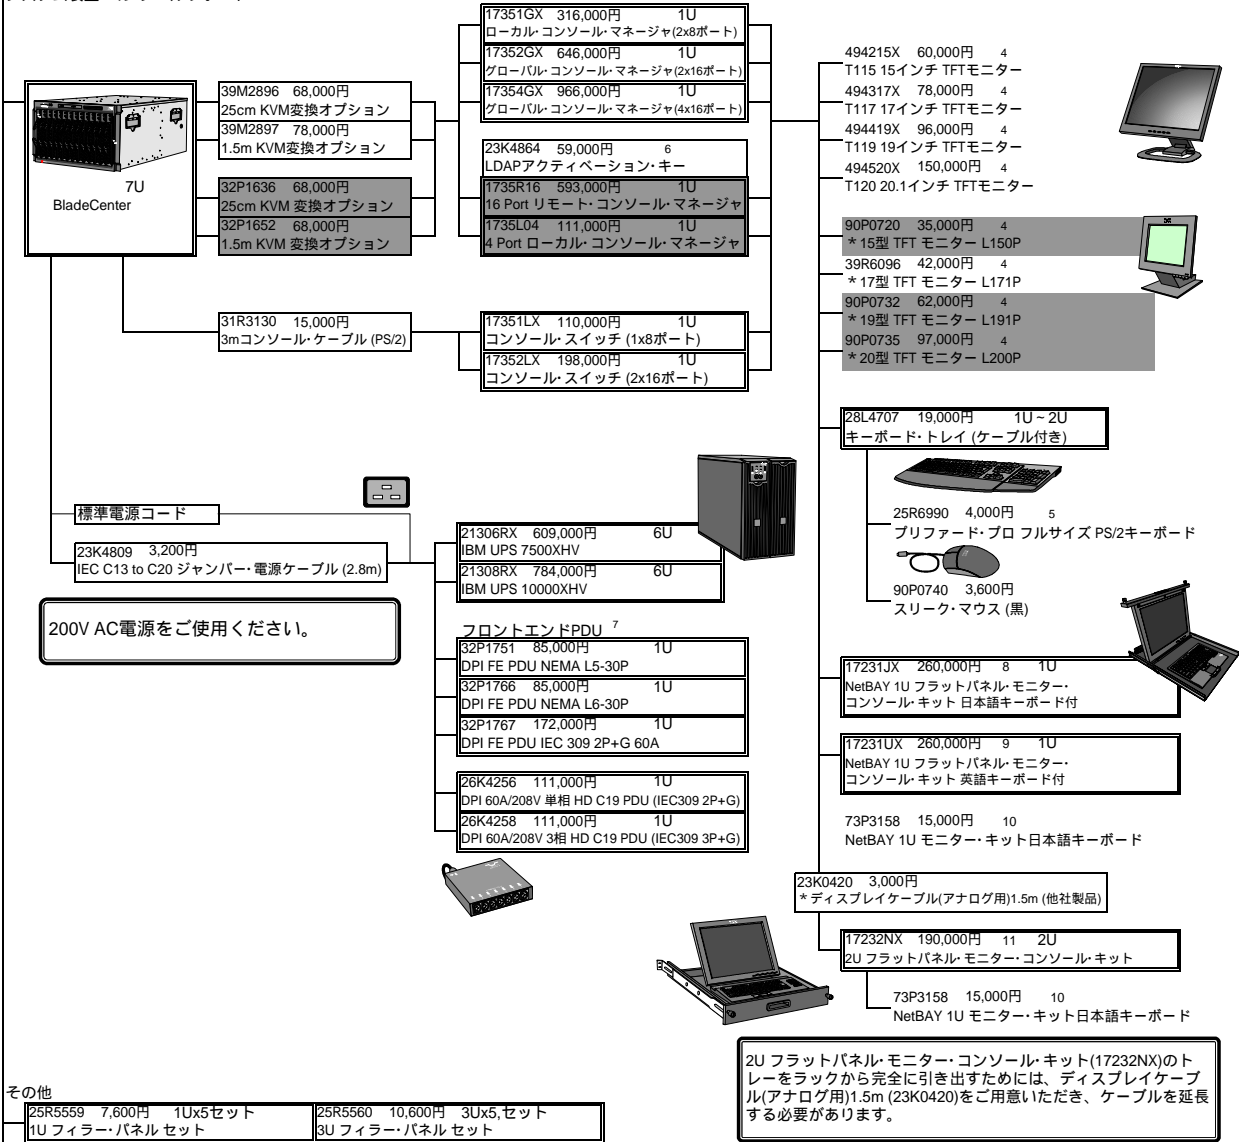 17351GX 316,000円 1U
ローカル・コンソール・マネージャ(2x8ポート)
17352GX 646,000円 1U
グローバル・コンソール・マネージャ(2x16ポート)
17354GX 966,000円 1U
グローバル・コンソール・マネージャ(4x16ポート)
494215X 60,000円 4
T115 15インチ TFTモニター
494317X 78,000円 4
T117 17インチ TFTモニター
494419X 96,000円 4
T119 19インチ TFTモニター
494520X 150,000円 4
T120 20.1インチ TFTモニター
39M2896 68,000円
25cm KVM変換オプション
39M2897 78,000円
1.5m KVM変換オプション
7U
BladeCenter
32P1636 68,000円
25cm KVM 変換オプション
32P1652 68,000円
1.5m KVM 変換オプション
23K4864 59,000円 6
LDAPアクティベーション・キー
1735R16 593,000円 1U
16 Port リモート・コンソール・マネージャ
1735L04 111,000円 1U
4 Port ローカル・コンソール・マネージャ
90P0720 35,000円 4
*15型 TFT モニター L150P
39R6096 42,000円 4
*17型 TFT モニター L171P
90P0732 62,000円 4
*19型 TFT モニター L191P
90P0735 97,000円 4
*20型 TFT モニター L200P
31R3130 15,000円
3mコンソール・ケーブル (PS/2)
17351LX 110,000円 1U
コンソール・スイッチ (1x8ポート)
17352LX 198,000円 1U
コンソール・スイッチ (2x16ポート)
28L4707 19,000円 1U~2U
キーボード・トレイ (ケーブル付き)
25R6990 4,000円 5
プリファード・プロ フルサイズ PS/2キーボード
90P0740 3,600円
スリーク・マウス (黒)
標準電源コード
23K4809 3,200円
IEC C13 to C20 ジャンパー・電源ケーブル (2.8m)
200V AC電源をご使用ください。
21306RX 609,000円 6U
IBM UPS 7500XHV
21308RX 784,000円 6U
IBM UPS 10000XHV
フロントエンドPDU 7
32P1751 85,000円 1U
DPI FE PDU NEMA L5-30P
32P1766 85,000円 1U
DPI FE PDU NEMA L6-30P
32P1767 172,000円 1U
DPI FE PDU IEC 309 2P+G 60A
26K4256 111,000円 1U
DPI 60A/208V 単相 HD C19 PDU (IEC309 2P+G)
26K4258 111,000円 1U
DPI 60A/208V 3相 HD C19 PDU (IEC309 3P+G)
17231JX 260,000円 8 1U
NetBAY 1U フラットパネル・モニター・
コンソール・キット 日本語キーボード付
17231UX 260,000円 9 1U
NetBAY 1U フラットパネル・モニター・
コンソール・キット 英語キーボード付
73P3158 15,000円 10
NetBAY 1U モニター・キット日本語キーボード
23K0420 3,000円
*ディスプレイケーブル(アナログ用)1.5m (他社製品)
17232NX 190,000円 11 2U
2U フラットパネル・モニター・コンソール・キット
73P3158 15,000円 10
NetBAY 1U モニター・キット日本語キーボード
2U フラットパネル・モニター・コンソール・キット(17232NX)のト
レーをラックから完全に引き出すためには、ディスプレイケーブ
ル(アナログ用)1.5m (23K0420)をご用意いただき、ケーブルを延長
する必要があります。
その他
25R5559 7,600円 1Ux5セット
1U フィラー・パネル セット
25R5560 10,600円 3Ux5,セット
3U フィラー・パネル セット